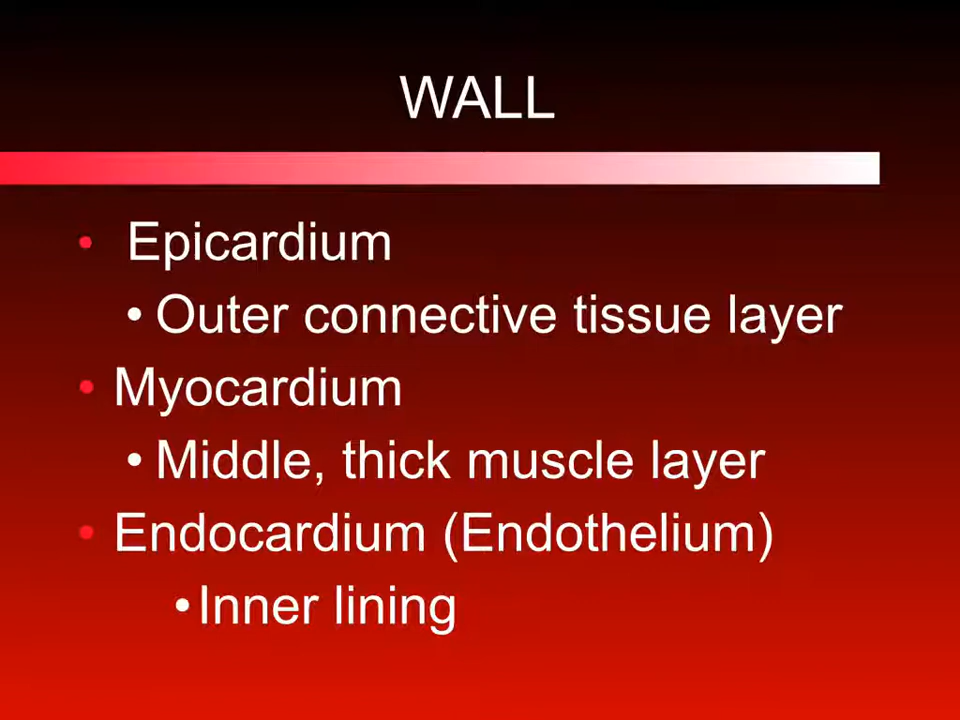 WALL
• Epicardium
• Outer connective tissue layer
• Myocardium
• Middle, thick muscle layer
• Endocardium (Endothelium)
• Inner lining